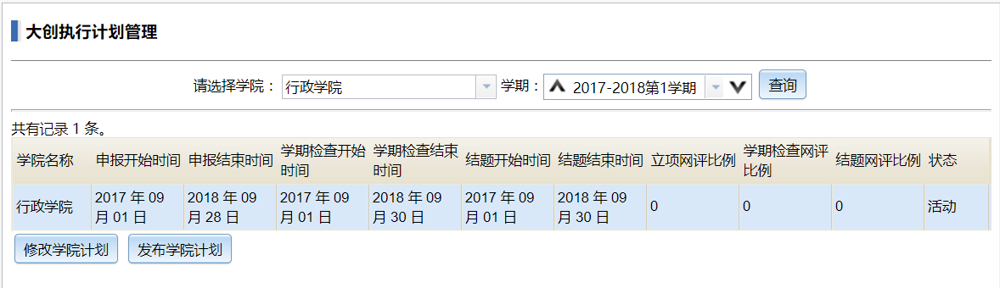 大创执行计划管理
请选择学院： 行政学院 学期： 2017-2018第1学期 查询
共有记录 1 条。
学院名称 申报开始时间 申报结束时间 学期检查开始时间 学期检查结束时间 结题开始时间 结题结束时间 立项网评比例 学期检查网评比例 结题网评比例 状态
行政学院 2017 年 09 月 01 日 2018 年 09 月 28 日 2017 年 09 月 01 日 2018 年 09 月 30 日 2017 年 09 月 01 日 2018 年 09 月 30 日 0 0 0 活动
修改学院计划 发布学院计划